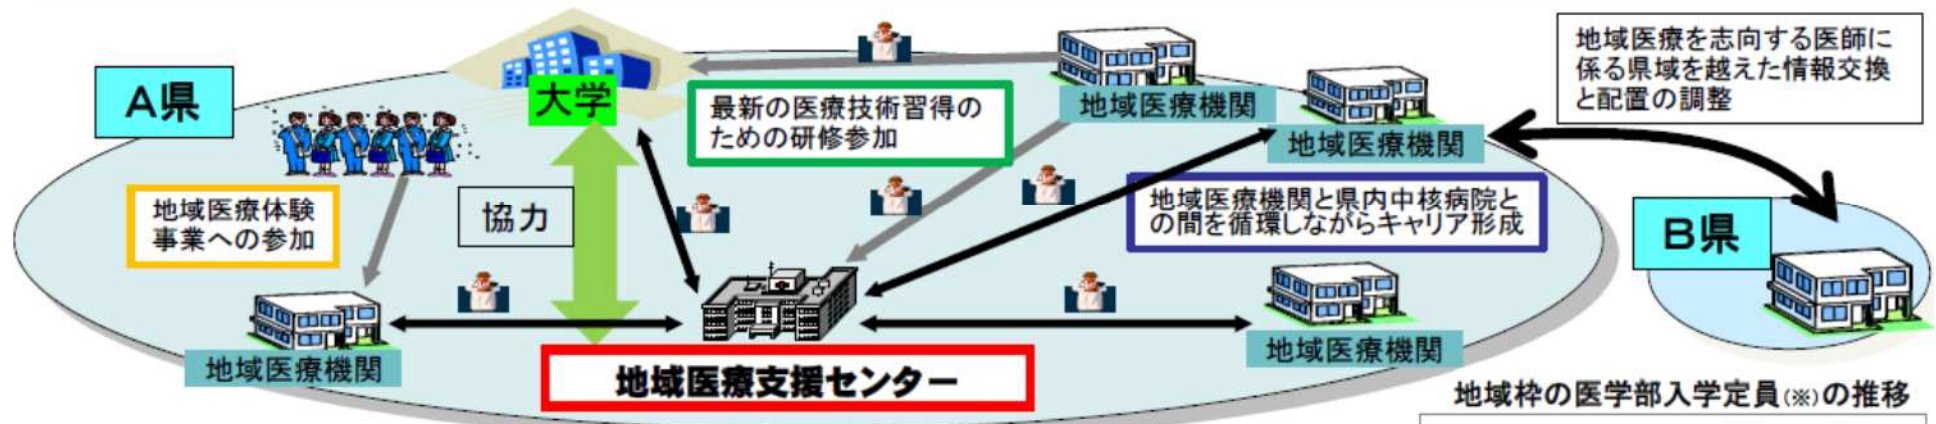 A県
大学
最新の医療技術習得の
ための研修参加
地域医療機関
地域医療機関
地域医療を志向する医師に
係る県域を越えた情報交換
と配置の調整
地域医療体験
事業への参加
協力
地域医療機関と県内中核病院と
の間を循環しながらキャリア形成
B県
地域医療機関
地域医療支援センター
地域医療機関
地域枠の医学部入学定員(※)の推移